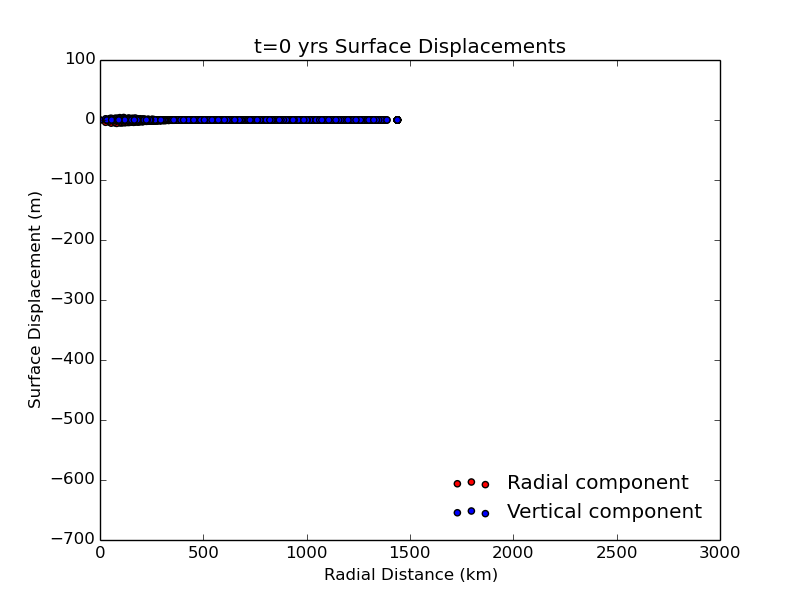 t=0 yrs Surface Displacements
100
0
−100
−200
−300
−400
−500
−600
−700
Surface Displacement (m)
Radial component
Vertical component
0 500 1000 1500 2000 2500 3000
Radial Distance (km)